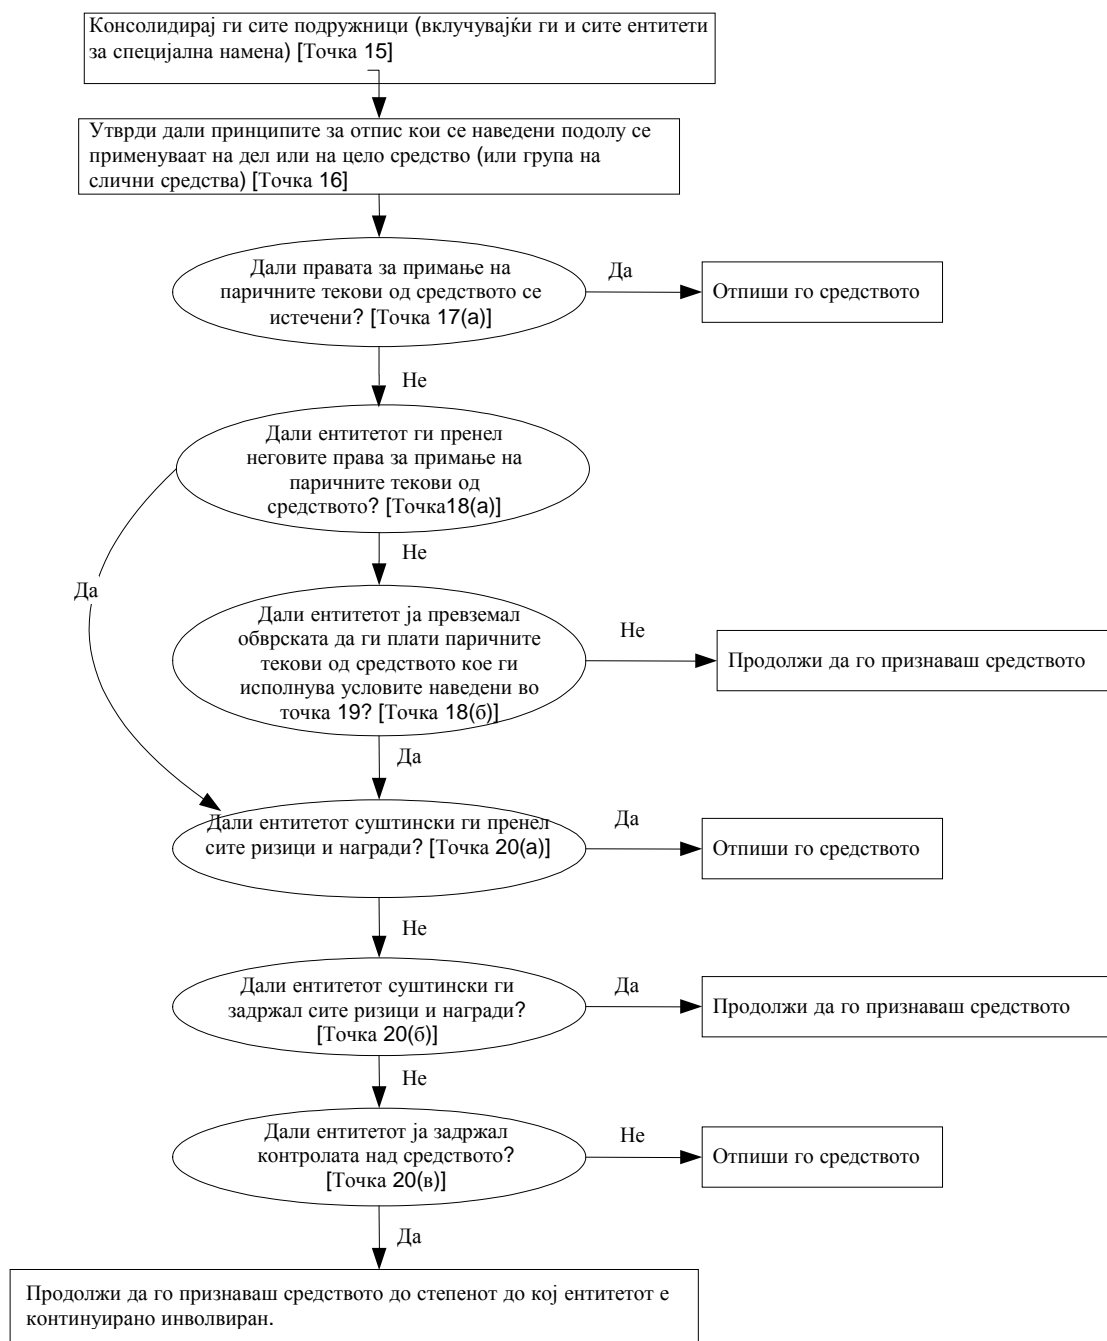 Консолидирај ги сите подружници (вклучувајќи ги и сите ентитети
за специјална намена) [Точка 15]
Утврди дали принципите за отпис кои се наведени подолу се
применуваат на дел или на цело средство (или група на
слични средства) [Точка 16]
Дали правата за примање на
паричните текови од средството се
истечени? [Точка 17(а)]
Да
Отпиши го средството
Не
Дали ентитетот ги пренел
неговите права за примање на
паричните текови од
средството? [Точка18(а)]
Не
Да
Дали ентитетот ја превземал
обврската да ги плати паричните
текови од средството кое ги
исполнува условите наведени во
точка 19? [Точка 18(б)]
Не
Продолжи да го признаваш средството
Да
Дали ентитетот суштински ги пренел
сите ризици и награди? [Точка 20(а)]
Да
Отпиши го средството
Не
Дали ентитетот суштински ги
задржал сите ризици и награди?
[Точка 20(б)]
Да
Продолжи да го признаваш средството
Не
Дали ентитетот ја задржал
контролата над средството?
[Точка 20(в)]
Не
Отпиши го средството
Да
Продолжи да го признаваш средството до степенот до кој ентитетот е
континуирано инволвиран.